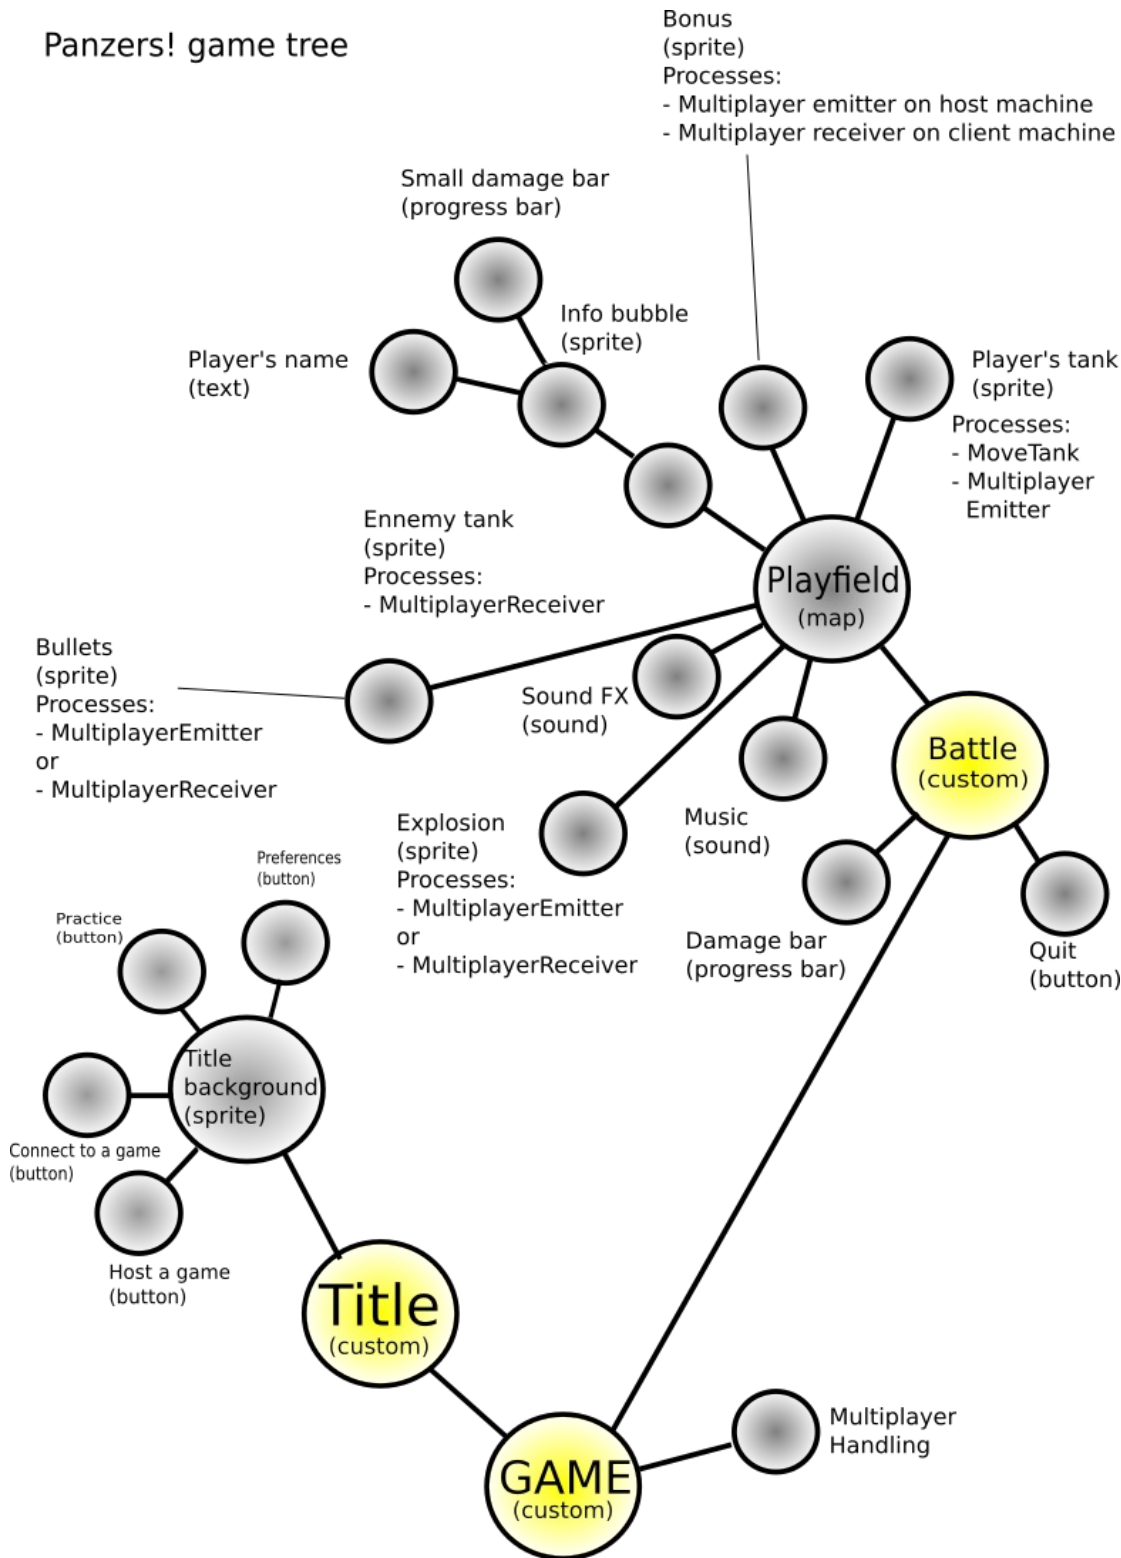 Panzers! game tree
Bonus
(sprite)
Processes:
- Multiplayer emitter on host machine
- Multiplayer receiver on client machine
Small damage bar
(progress bar)
Info bubble
(sprite)
Player's name
(text)
Player's tank
(sprite)
Processes:
- MoveTank
- Multiplayer
Emitter
Ennemy tank
(sprite)
Processes:
- MultiplayerReceiver
Playfield
(map)
Bullets
(sprite)
Processes:
- MultiplayerEmitter
or
- MultiplayerReceiver
Sound FX
(sound)
Battle
(custom)
Music
(sound)
Explosion
(sprite)
Processes:
- MultiplayerEmitter
or
- MultiplayerReceiver
Damage bar
(progress bar)
Quit
(button)
Preferences
(button)
Practice
(button)
Title
background
(sprite)
Connect to a game
(button)
Host a game
(button)
Title
(custom)
Multiplayer
Handling
GAME
(custom)